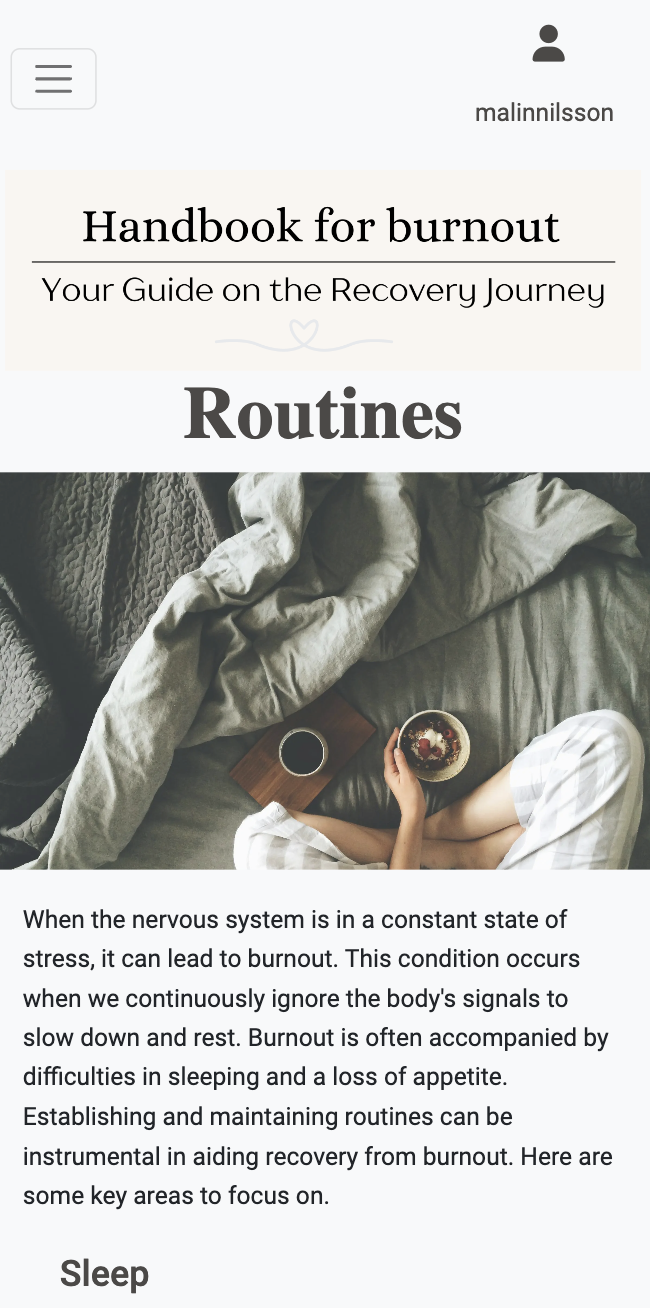 malinnilsson
Handbook for burnout
Your Guide on the Recovery Journey
Routines
When the nervous system is in a constant state of
stress, it can lead to burnout. This condition occurs
when we continuously ignore the body's signals to
slow down and rest. Burnout is often accompanied by
difficulties in sleeping and a loss of appetite.
Establishing and maintaining routines can be
instrumental in aiding recovery from burnout. Here are
some key areas to focus on.
Sleep